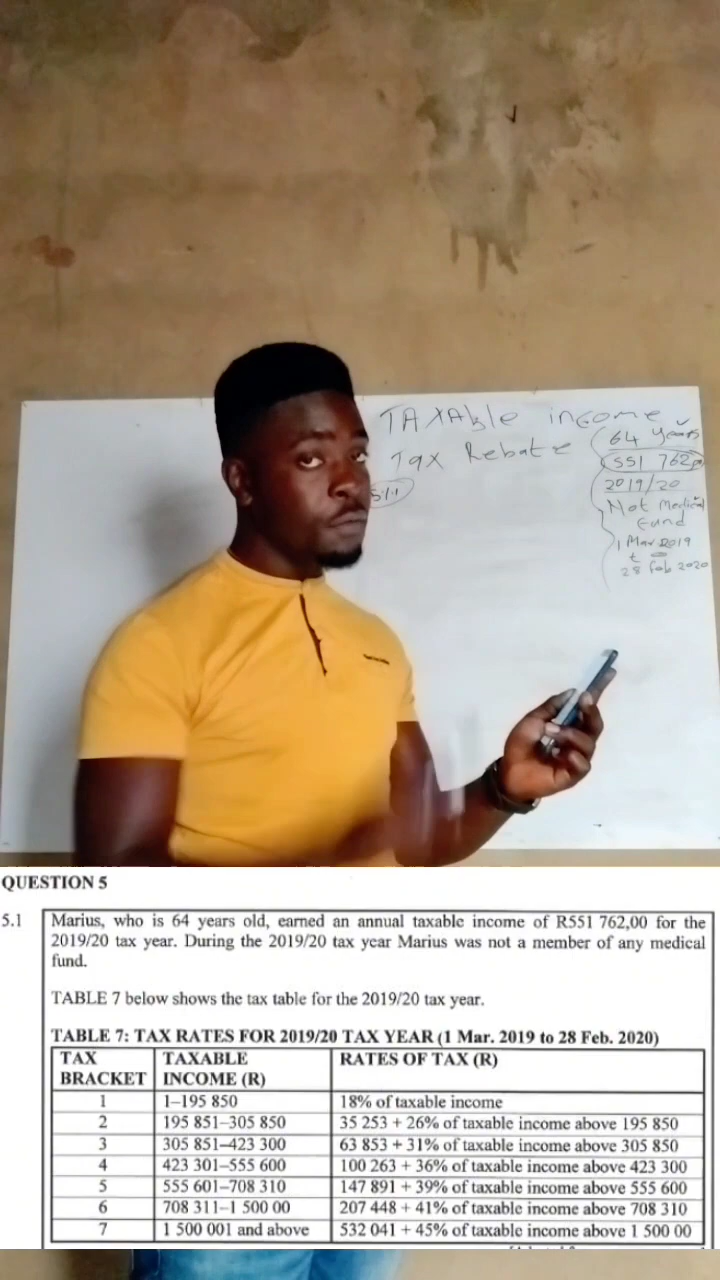 TAXAble income
Tax Rebate
64 years
551 762
2019/20
Not Medical
Fund
1 Mar 2019
t
28 feb 2020
QUESTION 5
5.1 Marius, who is 64 years old, earned an annual taxable income of R551 762,00 for the
2019/20 tax year. During the 2019/20 tax year Marius was not a member of any medical
fund.
TABLE 7 below shows the tax table for the 2019/20 tax year.
TABLE 7: TAX RATES FOR 2019/20 TAX YEAR (1 Mar. 2019 to 28 Feb. 2020)
TAX BRACKET TAXABLE INCOME (R) RATES OF TAX (R)
1 1–195 850 18% of taxable income
2 195 851–305 850 35 253 + 26% of taxable income above 195 850
3 305 851–423 300 63 853 + 31% of taxable income above 305 850
4 423 301–555 600 100 263 + 36% of taxable income above 423 300
5 555 601–708 310 147 891 + 39% of taxable income above 555 600
6 708 311–1 500 00 207 448 + 41% of taxable income above 708 310
7 1 500 001 and above 532 041 + 45% of taxable income above 1 500 00